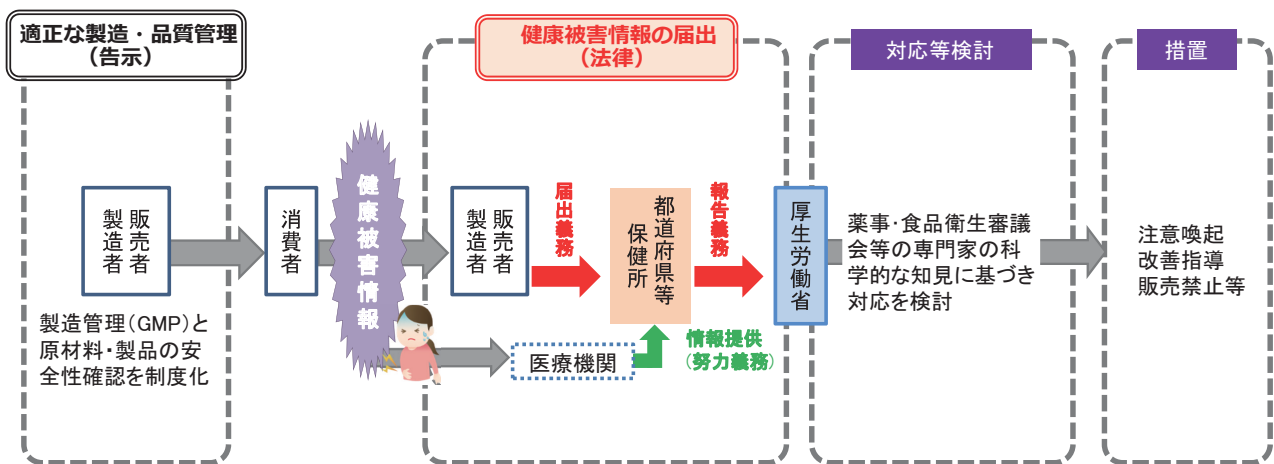 適正な製造・品質管理
(告示)
販売者
製造者
製造管理(GMP)と
原材料・製品の安
全性確認を制度化
消費者
健康被害情報
健康被害情報の届出
(法律)
販売者
製造者
届出義務
都道府県等
保健所
報告義務
医療機関
情報提供
(努力義務)
厚生労働省
対応等検討
薬事・食品衛生審議
会等の専門家の科
学的な知見に基づき
対応を検討
措置
注意喚起
改善指導
販売禁止等